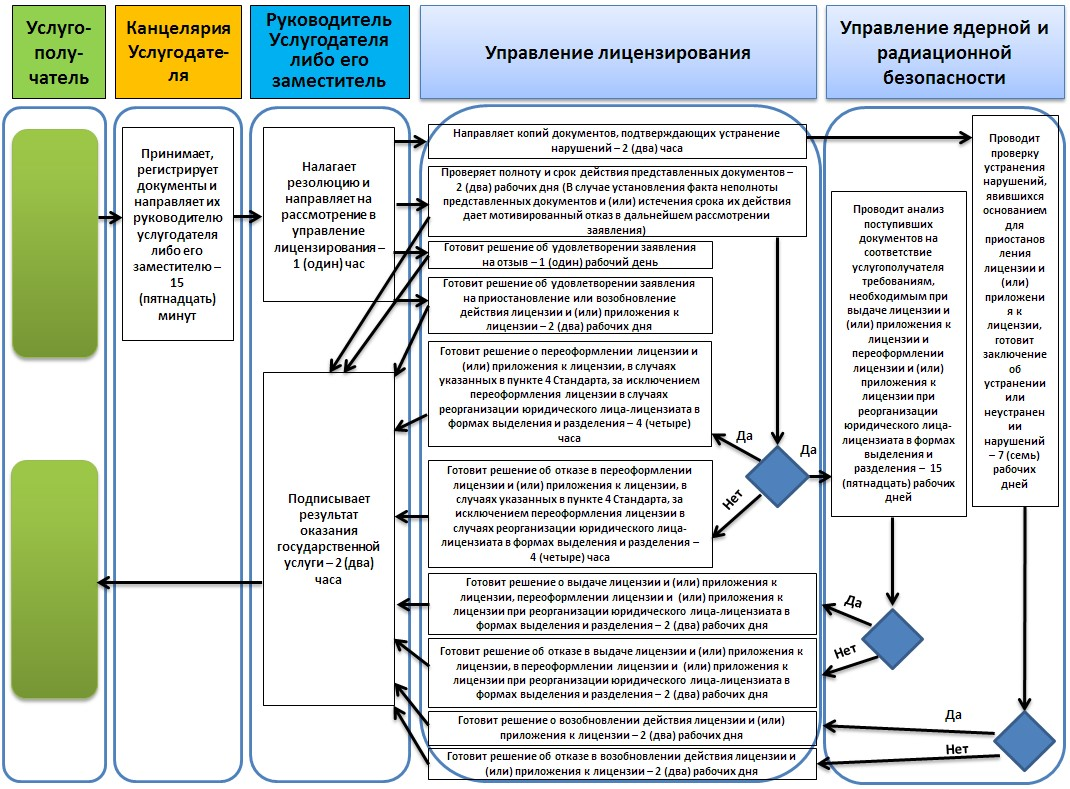 Услуго-
полу-
чатель
Канцелярия
Услугодате-
ля
Руководитель
Услугодателя
либо его
заместитель
Управление лицензирования
Управление ядерной и
радиационной
безопасности
Принимает,
регистрирует
документы и
направляет их
руководителю
услугодателя
либо его
заместителю –
15
(пятнадцать)
минут
Налагает
резолюцию и
направляет на
рассмотрение в
управление
лицензирования –
1 (один) час
Подписывает
результат
оказания
государственной
услуги – 2 (два)
часа
Направляет копий документов, подтверждающих устранение
нарушений – 2 (два) часа
Проверяет полноту и срок действия представленных документов –
2 (два) рабочих дня (В случае установления факта неполноты
представленных документов и (или) истечения срока их действия
дает мотивированный отказ в дальнейшем рассмотрении
заявления)
Готовит решение об удовлетворении заявления
на отзыв – 1 (один) рабочий день
Готовит решение об удовлетворении заявления
на приостановление или возобновление
действия лицензии и (или) приложения к
лицензии – 2 (два) рабочих дня
Готовит решение о переоформлении лицензии и
(или) приложения к лицензии, в случаях
указанных в пункте 4 Стандарта, за исключением
переоформления лицензии в случаях
реорганизации юридического лица-лицензиата в
формах выделения и разделения – 4 (четыре)
часа
Да
Да
Нет
Готовит решение об отказе в переоформлении
лицензии и (или) приложения к лицензии, в
случаях указанных в пункте 4 Стандарта, за
исключением переоформления лицензии в
случаях реорганизации юридического лица-
лицензиата в формах выделения и разделения –
4 (четыре) часа
Готовит решение о выдаче лицензии и (или) приложения к
лицензии, переоформлении лицензии и  (или) приложения к
лицензии при реорганизации юридического лица-лицензиата в
формах выделения и разделения – 2 (два) рабочих дня
Готовит решение об отказе в выдаче лицензии и (или) приложения к
лицензии, в переоформлении лицензии и  (или) приложения к
лицензии при реорганизации юридического лица-лицензиата в
формах выделения и разделения – 2 (два) рабочих дня
Готовит решение о возобновлении действия лицензии и (или)
приложения к лицензии – 2 (два) рабочих дня
Готовит решение об отказе в возобновлении действия лицензии и
(или) приложения к лицензии – 2 (два) рабочих дня
Проводит анализ
поступивших
документов на
соответствие
услугополучателя
требованиям,
необходимым при
выдаче лицензии и
(или) приложения к
лицензии и
переоформлении
лицензии и (или)
приложения к
лицензии при
реорганизации
юридического лица-
лицензиата в формах
выделения и
разделения –  15
(пятнадцать) рабочих
дней
Проводит
проверку
устранения
нарушений,
явившихся
основанием
для
приостанов
ления
лицензии и
(или)
приложени
я к
лицензии,
готовит
заключение
об
устранении
или
неустранен
ии
нарушений
– 7 (семь)
рабочих
дней
Да
Нет
Да
Нет